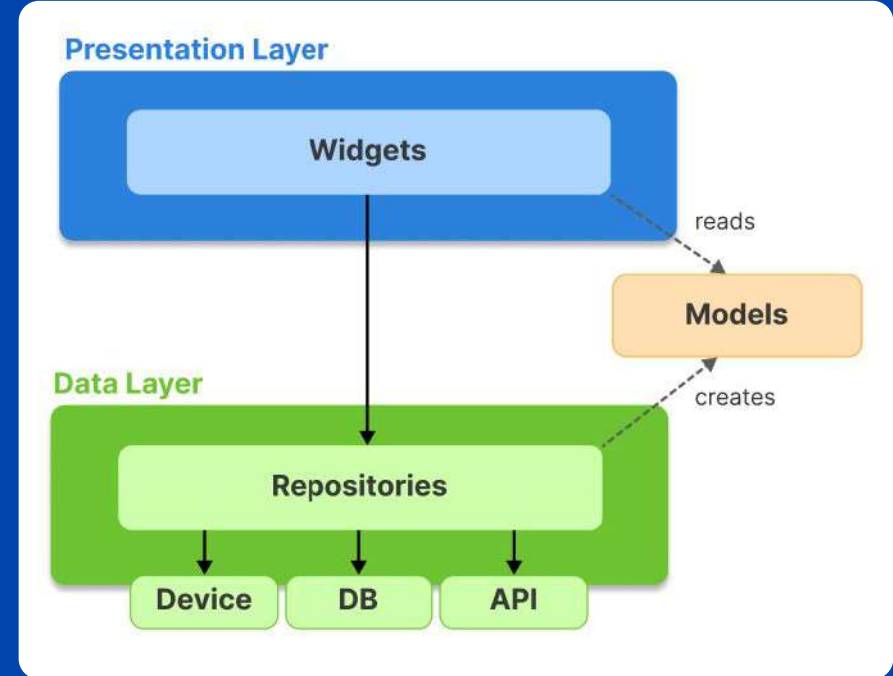 Presentation Layer
Widgets
reads
Models
Data Layer
creates
Repositories
Device
DB
API